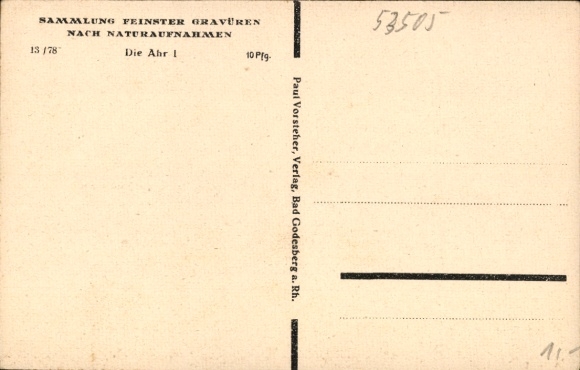 SAMMLUNG FEINSTER GRAVÜREN
NACH NATURAUFNAHMEN
13/78 Die Ahr 1 10 Pfg.
Paul Vorsteher, Verlag, Bad Godesberg a. Rh.
53505
1,-